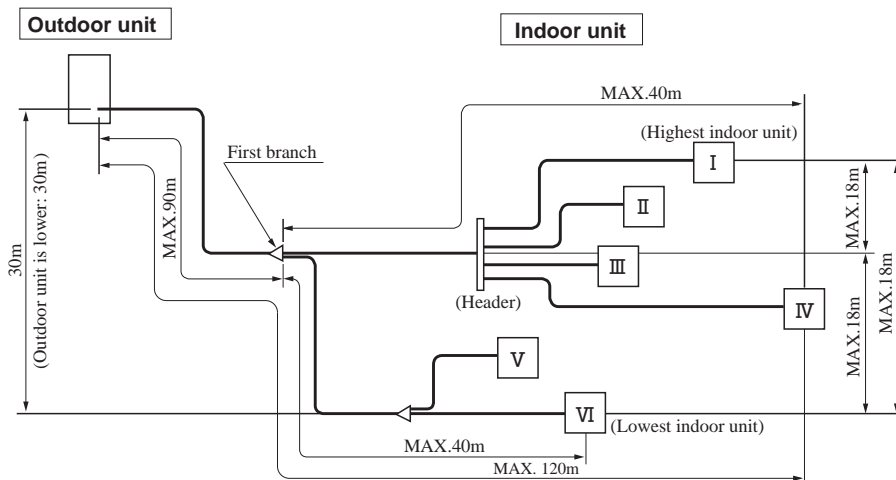 Outdoor unit
Indoor unit
MAX.40m
(Highest indoor unit)
First branch
I
II
III
IV
V
VI
MAX.18m
MAX.18m
MAX.18m
MAX.90m
30m
(Outdoor unit is lower: 30m)
(Header)
(Lowest indoor unit)
MAX.40m
MAX. 120m